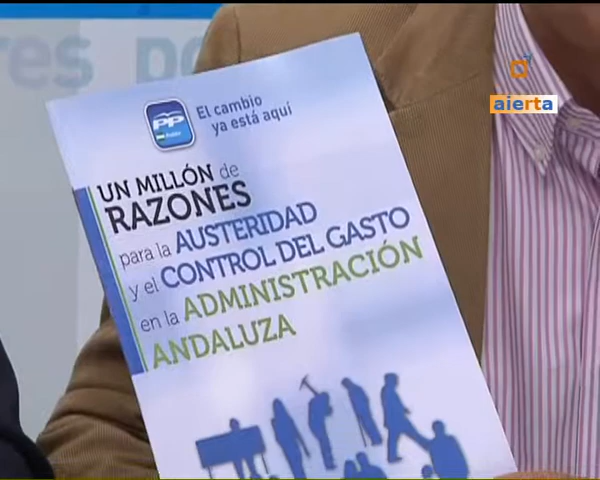 El cambio
ya está aquí
PP
UN MILLÓN de
RAZONES
para la AUSTERIDAD
y el CONTROL DEL GASTO
en la ADMINISTRACIÓN
ANDALUZA
aierta